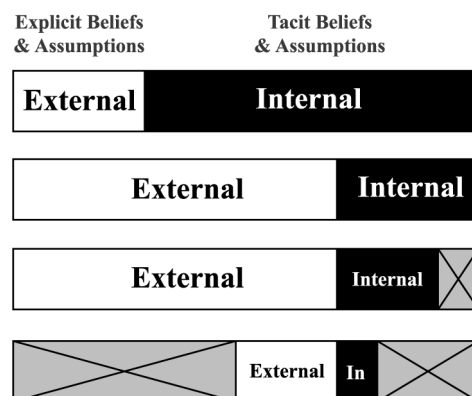 Explicit Beliefs
& Assumptions
Tacit Beliefs
& Assumptions
External
Internal
External
Internal
External
Internal
External
In